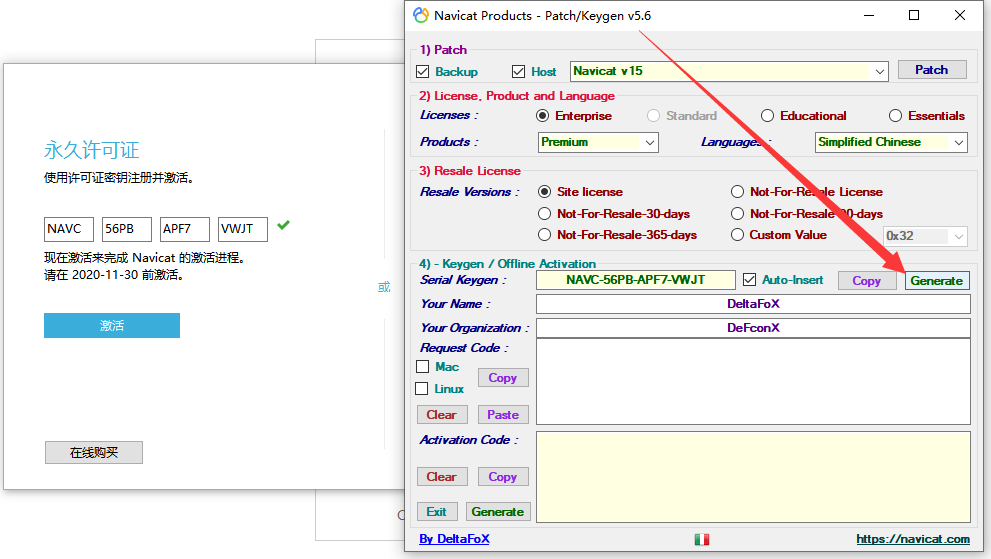 永久许可证
使用许可证密钥注册并激活。
NAVC 56PB APF7 VWJT
现在激活来完成 Navicat 的激活进程。
请在 2020-11-30 前激活。
或
激活
在线购买
Navicat Products - Patch/Keygen v5.6
1) Patch
Backup Host Navicat v15 Patch
2) License, Product and Language
Licenses : Enterprise Standard Educational Essentials
Products : Premium Languages : Simplified Chinese
3) Resale License
Resale Versions : Site license Not-For-Resale License
Not-For-Resale-30-days Not-For-Resale-90-days
Not-For-Resale-365-days Custom Value 0x32
4) - Keygen / Offline Activation
Serial Keygen : NAVC-56PB-APF7-VWJT Auto-Insert Copy Generate
Your Name : DeltaFoX
Your Organization : DeFconX
Request Code :
Mac
Copy
Linux
Clear Paste
Activation Code :
Clear Copy
Exit Generate
By DeltaFoX https://navicat.com